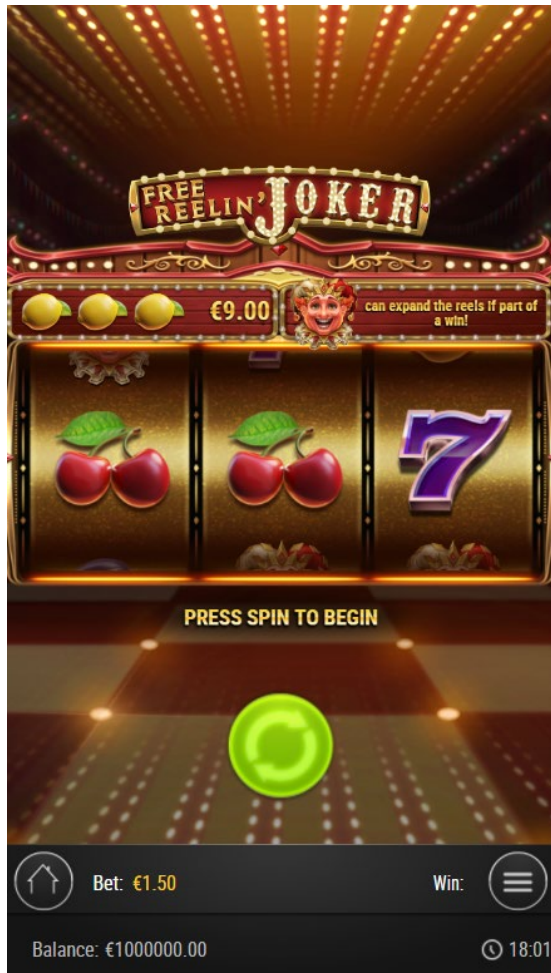 FREE
REELIN' JOKER
€9.00
can expand the reels if part of
a win!
7
PRESS SPIN TO BEGIN
Bet: €1.50
Win:
Balance: €1000000.00
18:01